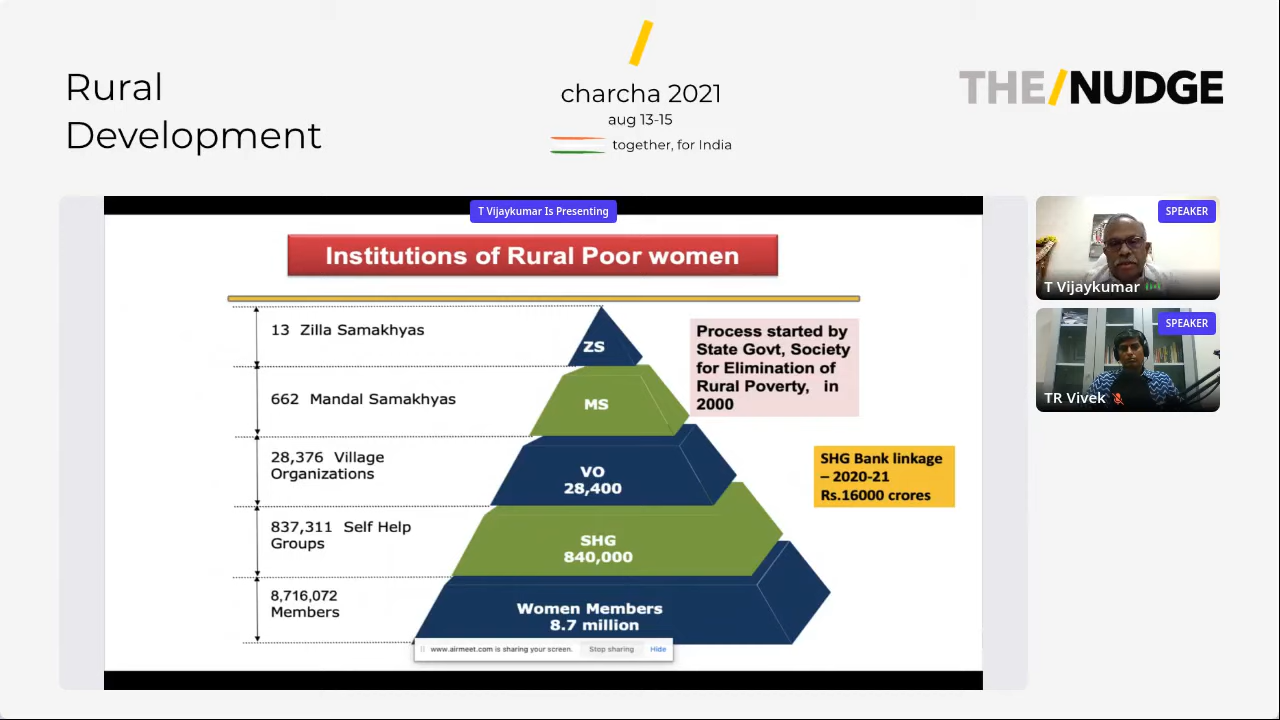 Rural
Development
charcha 2021
aug 13-15
together, for India
THE/NUDGE
T Vijaykumar Is Presenting
Institutions of Rural Poor women
13 Zilla Samakhyas
ZS
Process started by
State Govt, Society
for Elimination of
Rural Poverty, in
2000
662 Mandal Samakhyas
MS
28,376 Village
Organizations
VO
28,400
SHG Bank linkage
– 2020-21
Rs.16000 crores
837,311 Self Help
Groups
SHG
840,000
8,716,072
Members
Women Members
8.7 million
www.airmeet.com is sharing your screen. Stop sharing Hide
SPEAKER
T Vijaykumar
SPEAKER
TR Vivek